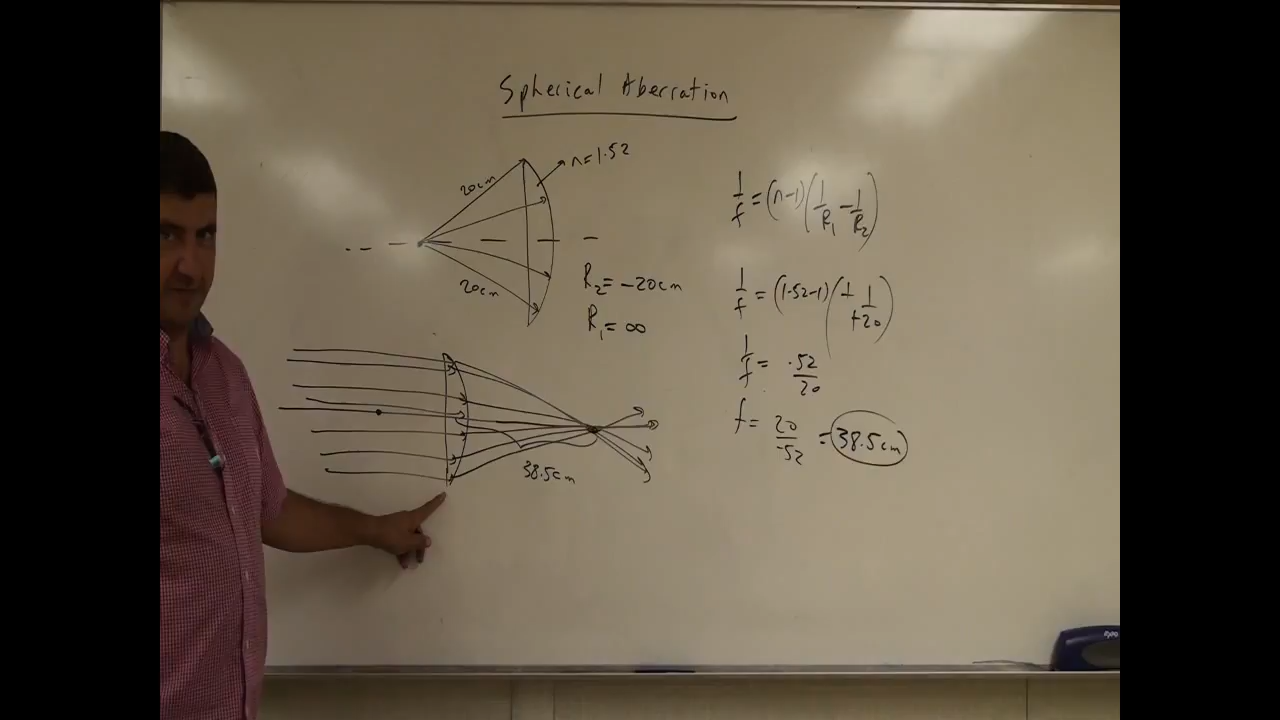 Spherical Aberration
20cm
n=1.52
20cm
R₂=-20cm
R₁=∞
38.5cm
1/f=(n-1)(1/R₁-1/R₂)
1/f=(1.52-1)(+1/+20)
1/f=.52/20
f=20/.52=38.5cm
EXPO